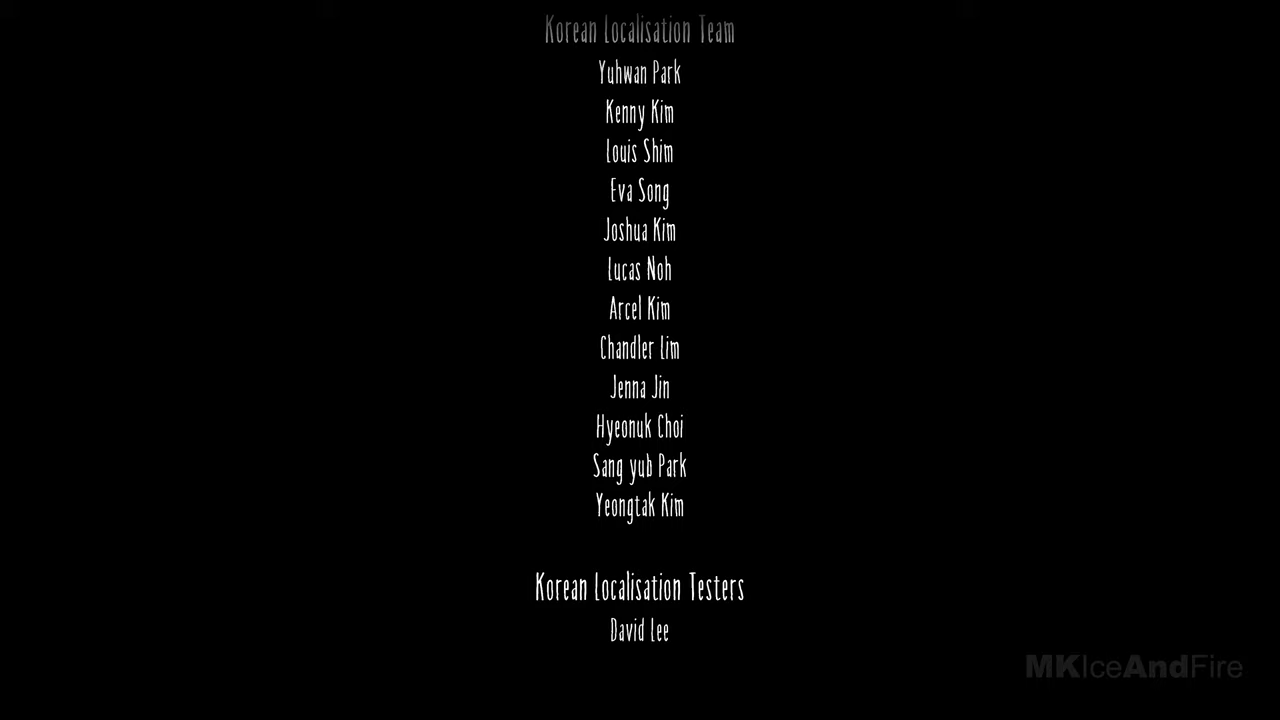 Korean Localisation Team
Yuhwan Park
Kenny Kim
Louis Shim
Eva Song
Joshua Kim
Lucas Noh
Arcel Kim
Chandler Lim
Jenna Jin
Hyeonuk Choi
Sang yub Park
Yeongtak Kim
Korean Localisation Testers
David Lee
MKIceAndFire